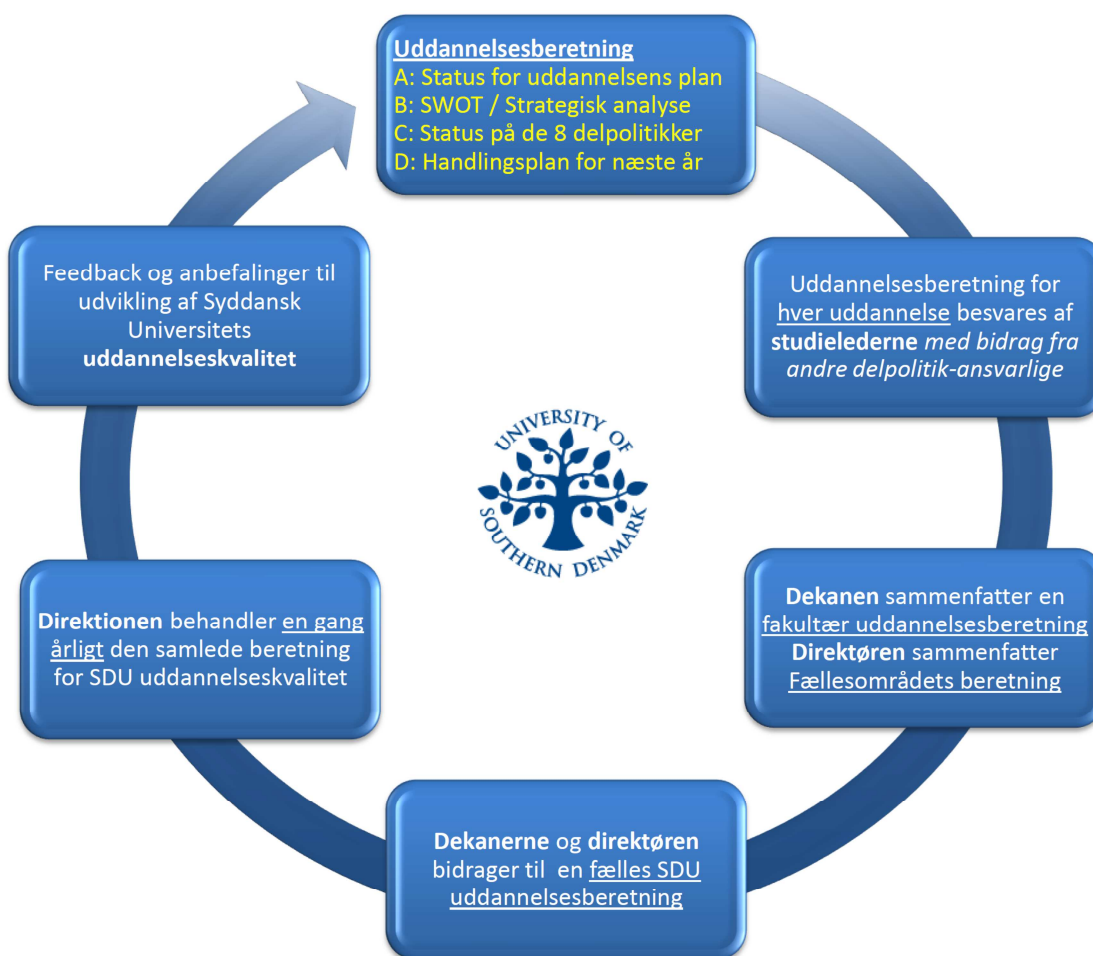 Uddannelsesberetning
A: Status for uddannelsens plan
B: SWOT / Strategisk analyse
C: Status på de 8 delpolitikker
D: Handlingsplan for næste år
Uddannelsesberetning for
hver uddannelse besvares af
studielederne med bidrag fra
andre delpolitik-ansvarlige
Dekanen sammenfatter en
fakultær uddannelsesberetning
Direktøren sammenfatter
Fællesområdets beretning
Dekanerne og direktøren
bidrager til en fælles SDU
uddannelsesberetning
Direktionen behandler en gang
årligt den samlede beretning
for SDU uddannelseskvalitet
Feedback og anbefalinger til
udvikling af Syddansk
Universitets
uddannelseskvalitet
UNIVERSITY OF
SOUTHERN DENMARK